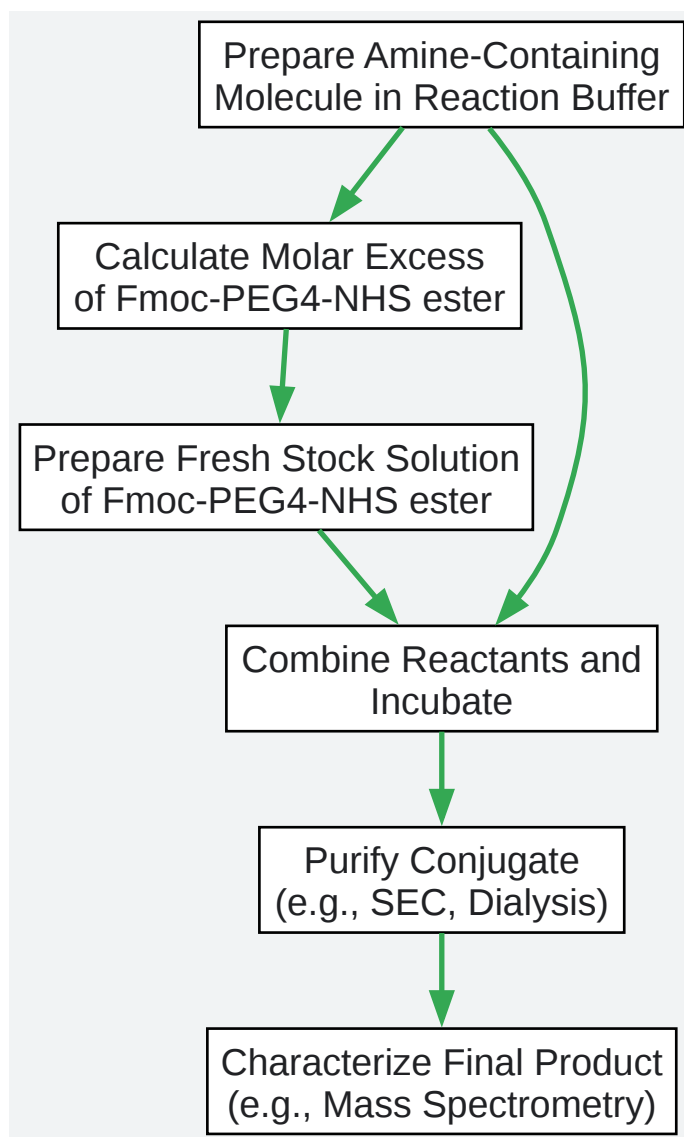 Prepare Amine-Containing
Molecule in Reaction Buffer
Calculate Molar Excess
of Fmoc-PEG4-NHS ester
Prepare Fresh Stock Solution
of Fmoc-PEG4-NHS ester
Combine Reactants and
Incubate
Purify Conjugate
(e.g., SEC, Dialysis)
Characterize Final Product
(e.g., Mass Spectrometry)